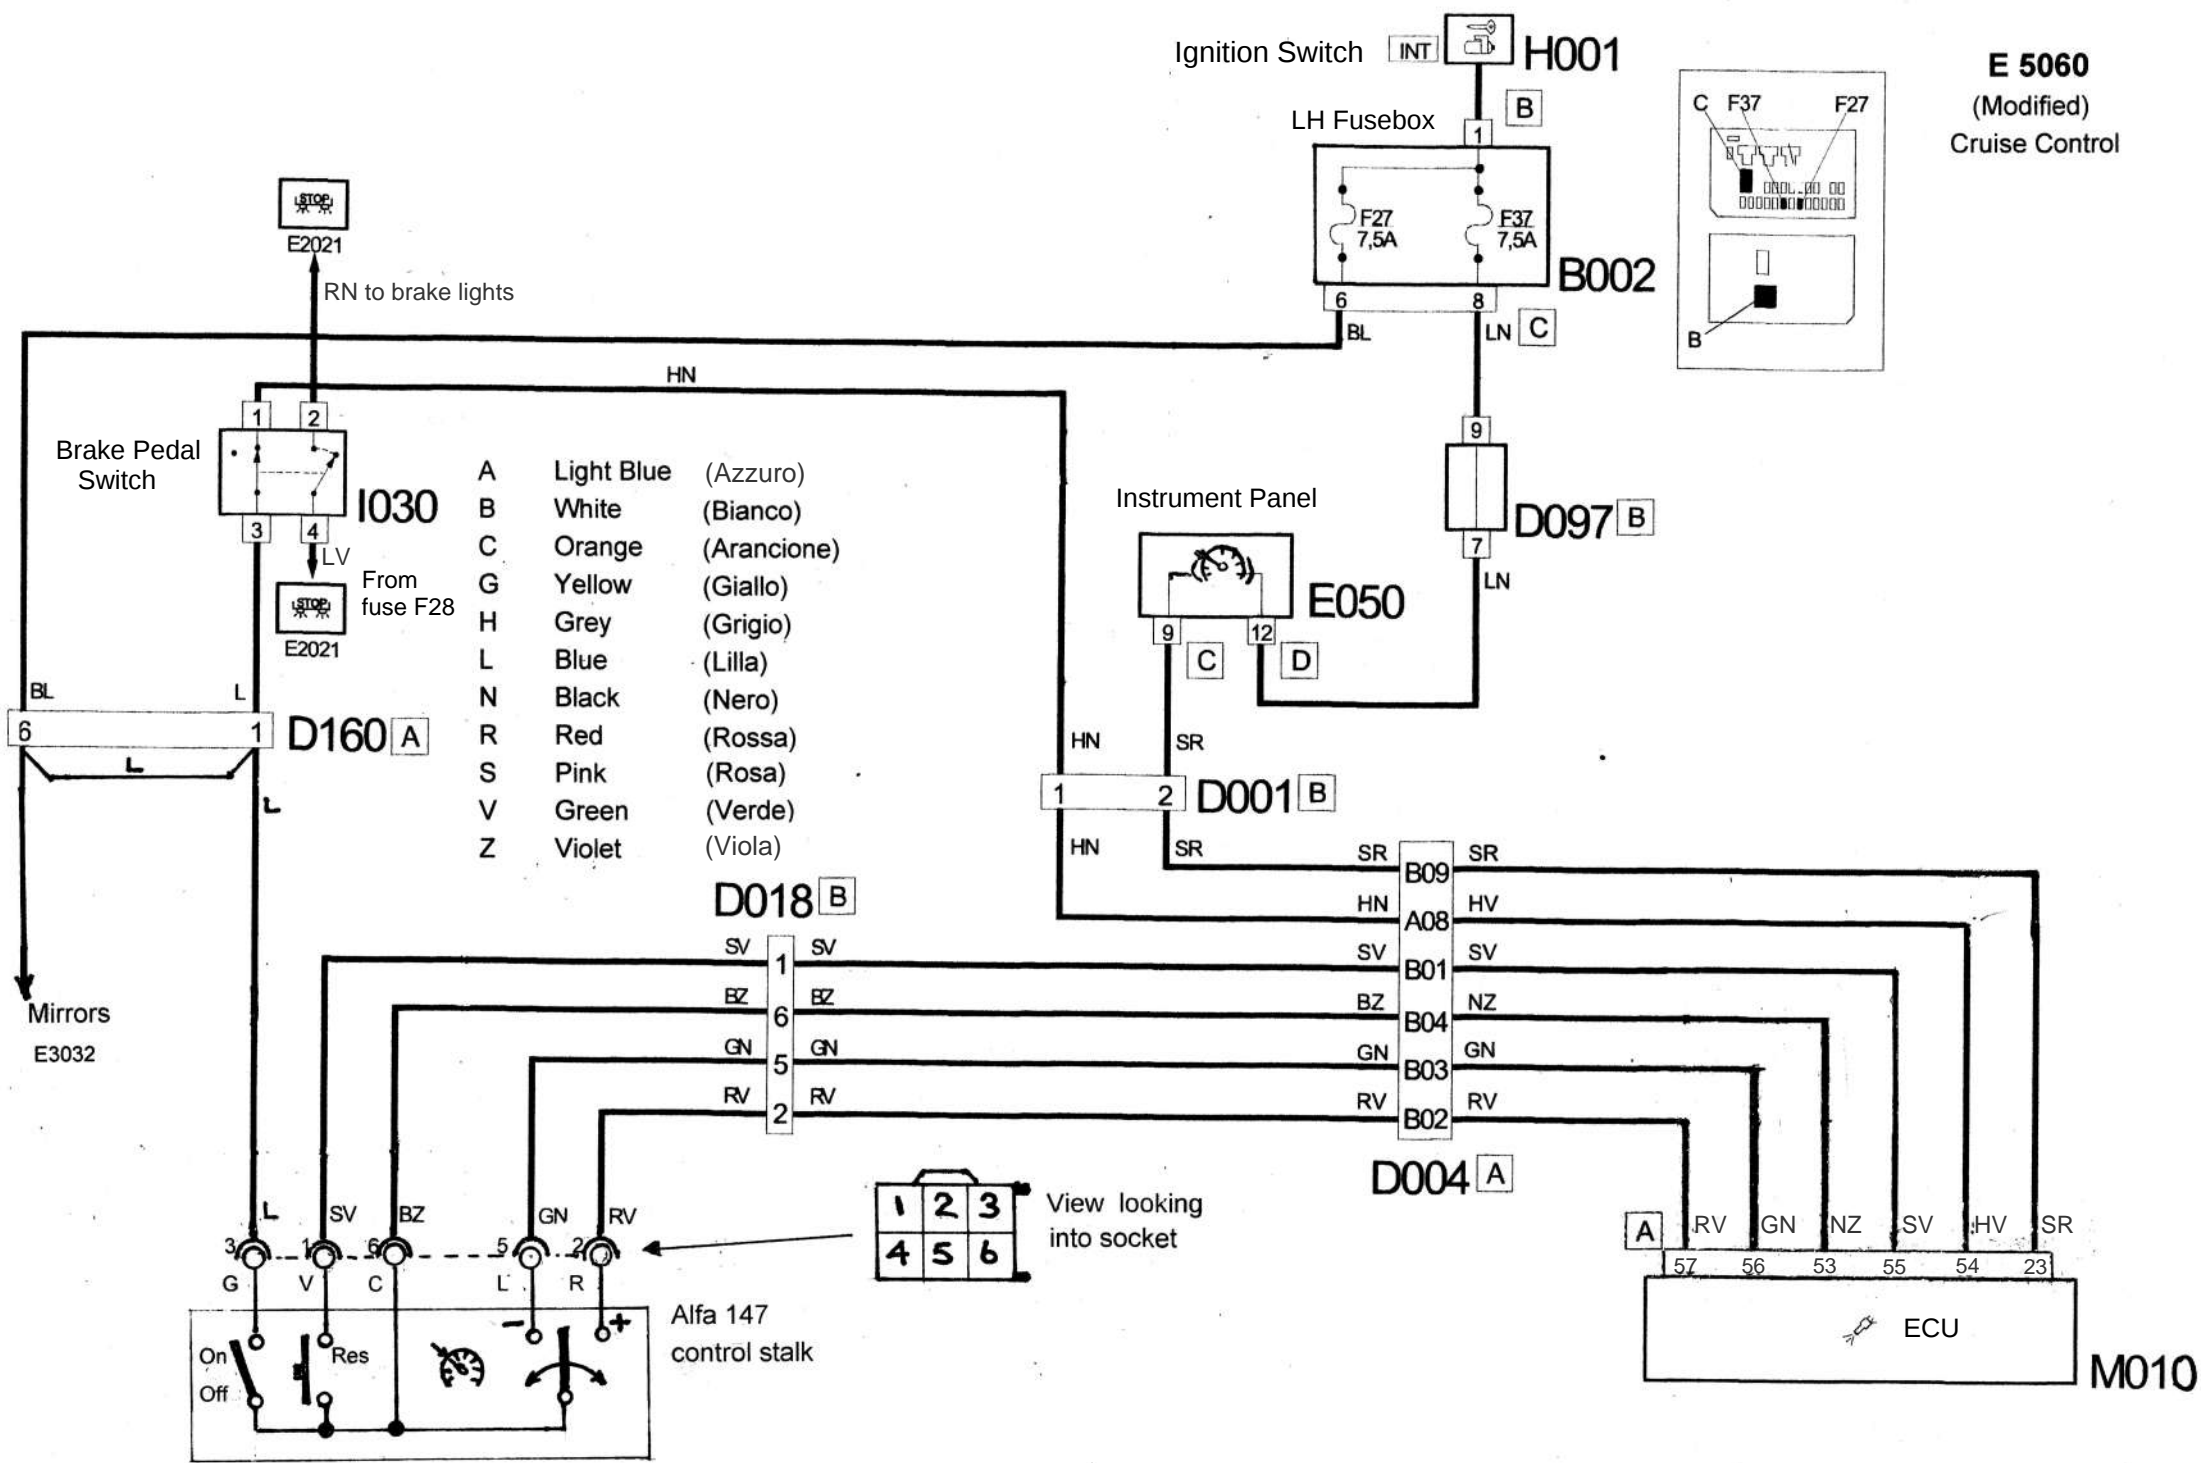 Ignition Switch
INT
H001
E 5060
(Modified)
Cruise Control
B
LH Fusebox
1
C F37 F27
F27
7,5A
F37
7,5A
B002
6 8
BL
LN
C
B
STOP
E2021
RN to brake lights
HN
1 2
Brake Pedal
Switch
I030
3 4
LV
From
fuse F28
STOP
E2021
A Light Blue (Azzuro)
B White (Bianco)
C Orange (Arancione)
G Yellow (Giallo)
H Grey (Grigio)
L Blue (Lilla)
N Black (Nero)
R Red (Rossa)
S Pink (Rosa)
V Green (Verde)
Z Violet (Viola)
9
D097 B
7
LN
Instrument Panel
E050
9 12
C D
BL L
6 1
D160 A
L
L
HN SR
1 2
D001 B
HN SR
Mirrors
E3032
D018 B
SV 1 SV
BZ 6 BZ
GN 5 GN
RV 2 RV
SR B09 SR
HN A08 HV
SV B01 SV
BZ B04 NZ
GN B03 GN
RV B02 RV
D004 A
1 2 3
4 5 6
View looking
into socket
L SV BZ GN RV
3 1 6 5 2
G V C L R
On
Off
Res
- +
Alfa 147
control stalk
A
RV GN NZ SV HV SR
57 56 53 55 54 23
ECU
M010